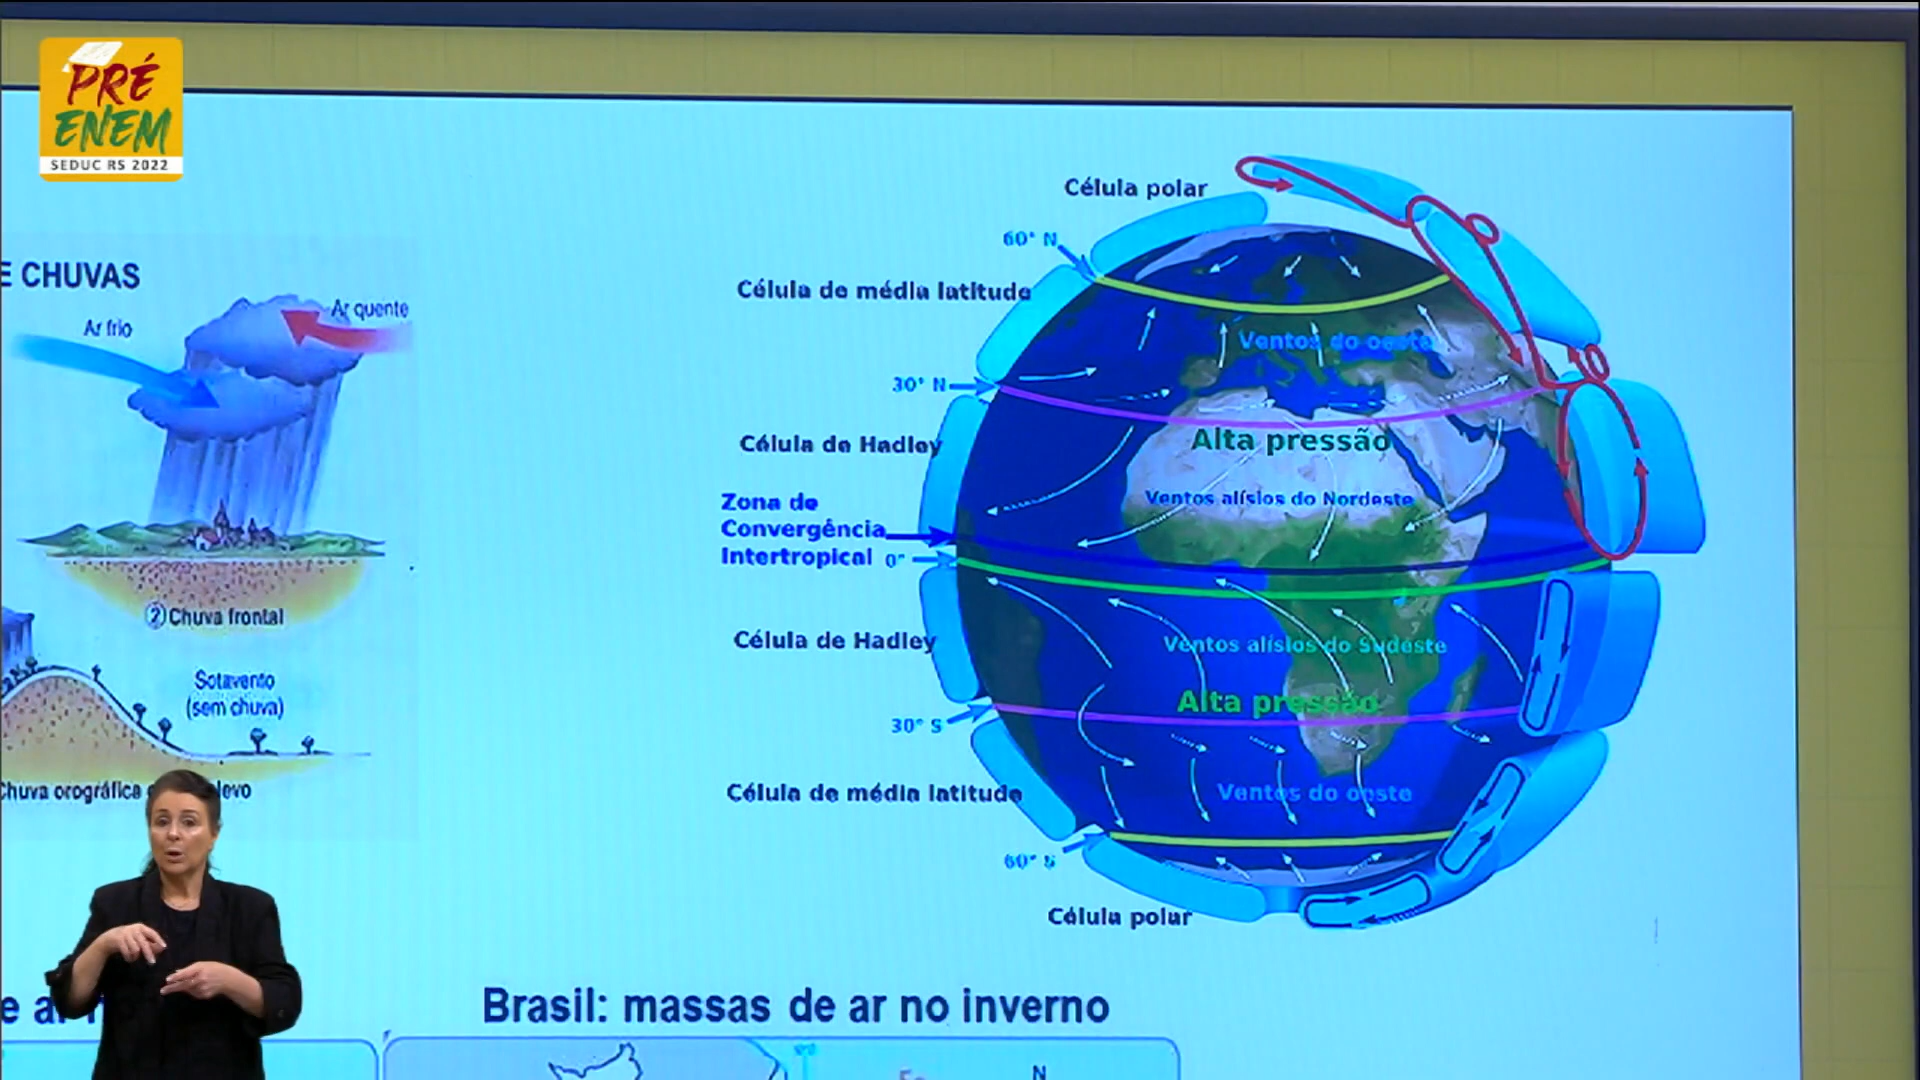 PRÉ
ENEM
SEDUC RS 2022
E CHUVAS
Ar frio
Ar quente
2 Chuva frontal
Sotavento
(sem chuva)
Chuva orográfica
levo
Célula polar
60° N
Célula de média latitude
Ventos do oeste
30° N
Alta pressão
Célula de Hadley
Ventos alísios do Nordeste
Zona de
Convergência
Intertropical
0°
Célula de Hadley
Ventos alísios do Sudeste
Alta pressão
30° S
Célula de média latitude
Ventos do oeste
60° S
Célula polar
e a
Brasil: massas de ar no inverno
N